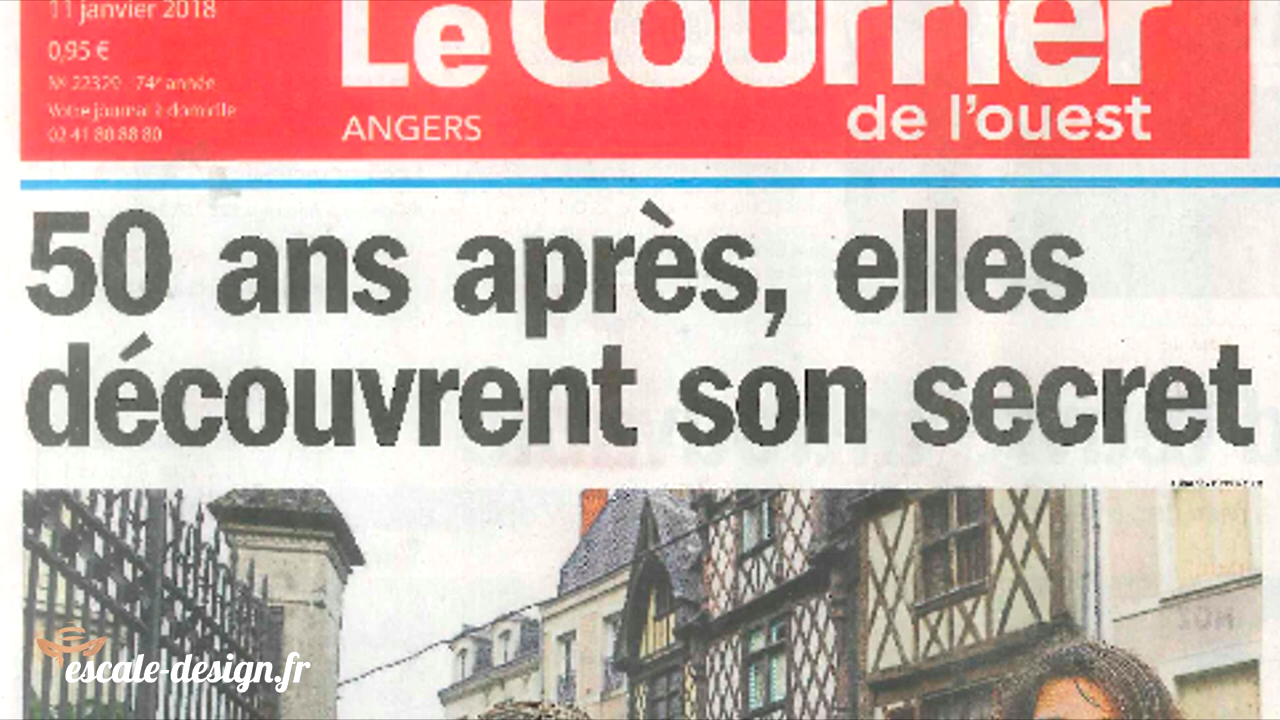 11 janvier 2018
0,95 €
N° 22329 - 74e année
Votre journal à domicile
02 41 80 88 80
Le Courrier
de l'ouest
ANGERS
50 ans après, elles
découvrent son secret
escale-design.fr